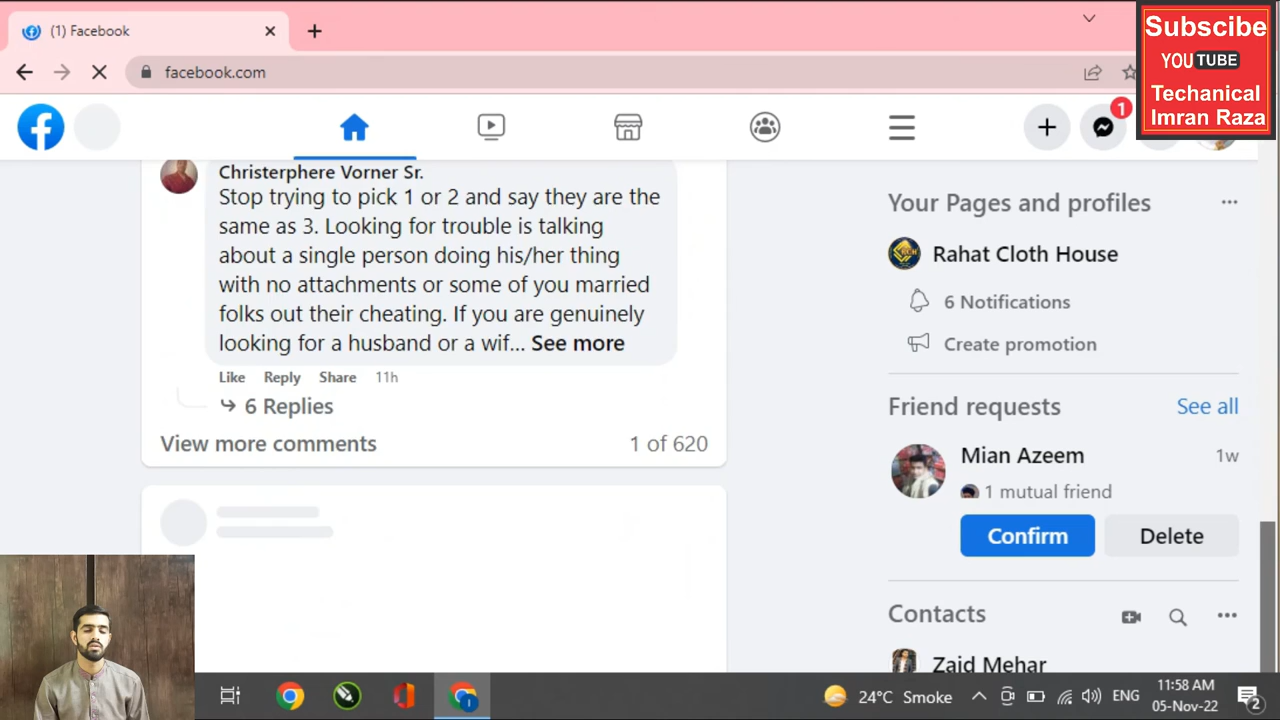 (1) Facebook
facebook.com
Subscibe
YOU TUBE
Techanical
Imran Raza
1
Christerphere Vorner Sr.
Stop trying to pick 1 or 2 and say they are the
same as 3. Looking for trouble is talking
about a single person doing his/her thing
with no attachments or some of you married
folks out their cheating. If you are genuinely
looking for a husband or a wif... See more
Like Reply Share 11h
6 Replies
View more comments 1 of 620
Your Pages and profiles
Rahat Cloth House
6 Notifications
Create promotion
Friend requests See all
Mian Azeem 1w
1 mutual friend
Confirm Delete
Contacts
Zaid Mehar
24°C Smoke ENG 11:58 AM
05-Nov-22 2